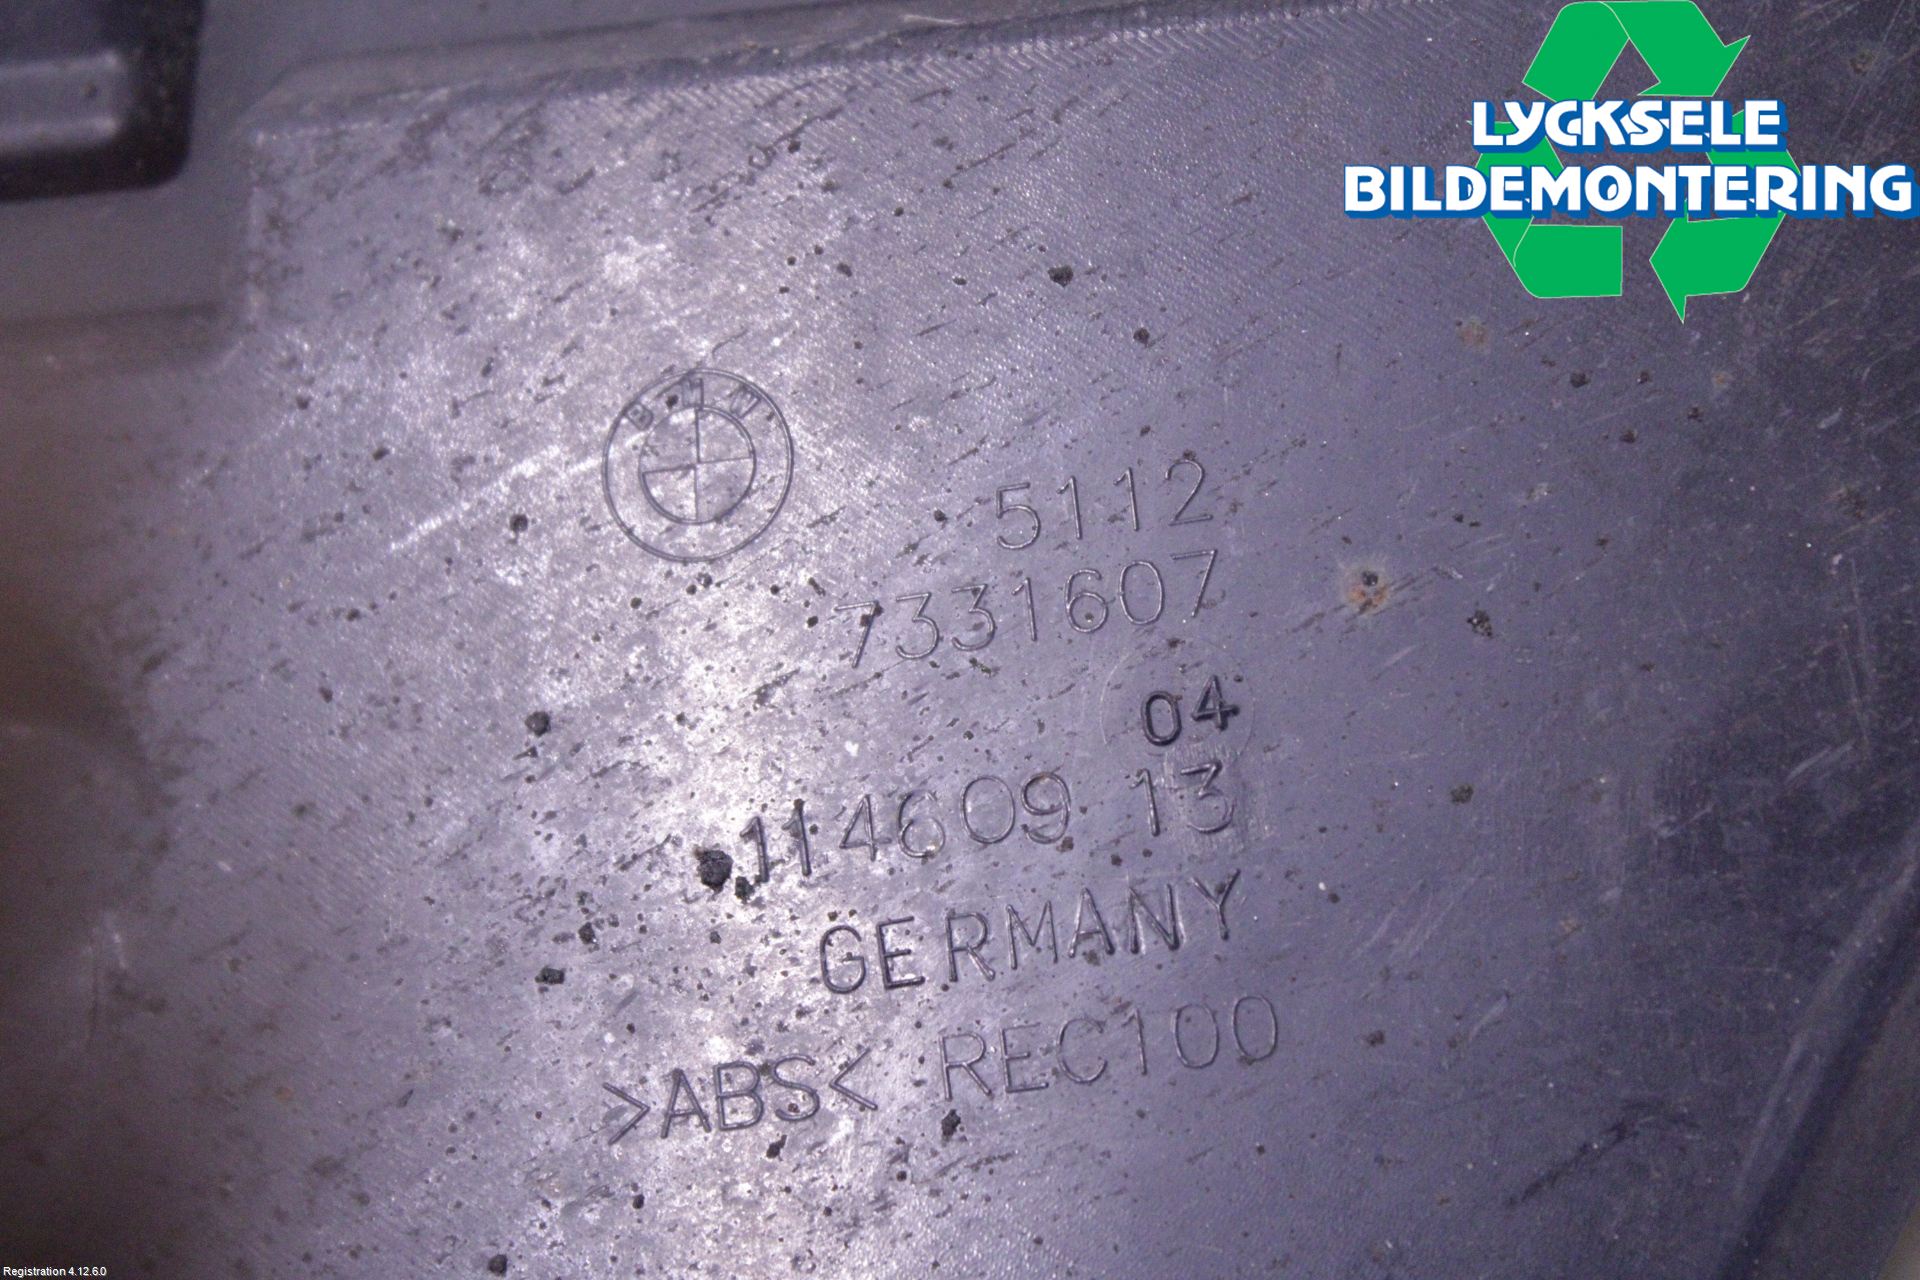 LYCKSELE
BILDEMONTERING
BMW
5112
7331607
04
114609 13
GERMANY
>ABS< REC100
Registration 4.12.6.0